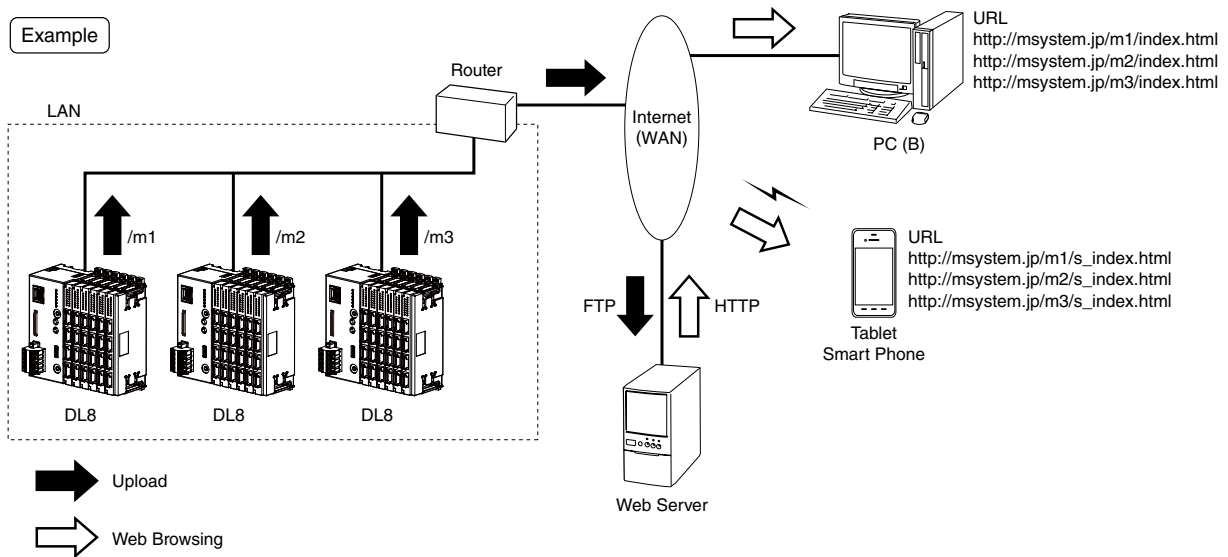 Example
LAN
Router
Internet
(WAN)
URL
http://msystem.jp/m1/index.html
http://msystem.jp/m2/index.html
http://msystem.jp/m3/index.html
PC (B)
/m1
/m2
/m3
URL
http://msystem.jp/m1/s_index.html
http://msystem.jp/m2/s_index.html
http://msystem.jp/m3/s_index.html
Tablet
Smart Phone
FTP
HTTP
DL8
DL8
DL8
Web Server
Upload
Web Browsing